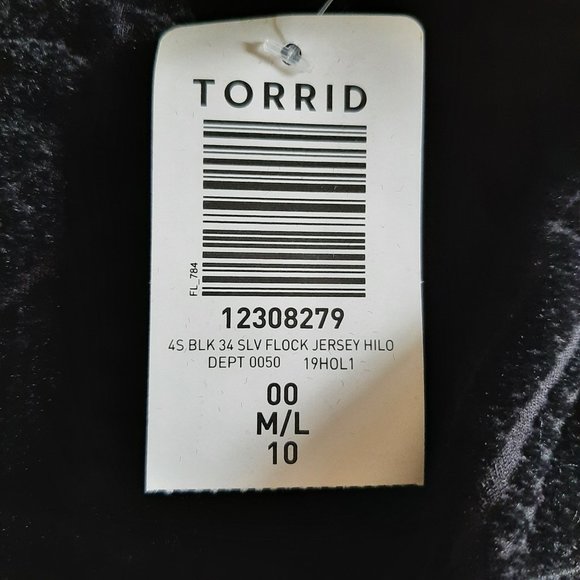 TORRID
FL_784
12308279
4S BLK 34 SLV FLOCK JERSEY HILO
DEPT 0050 19HOL1
00
M/L
10